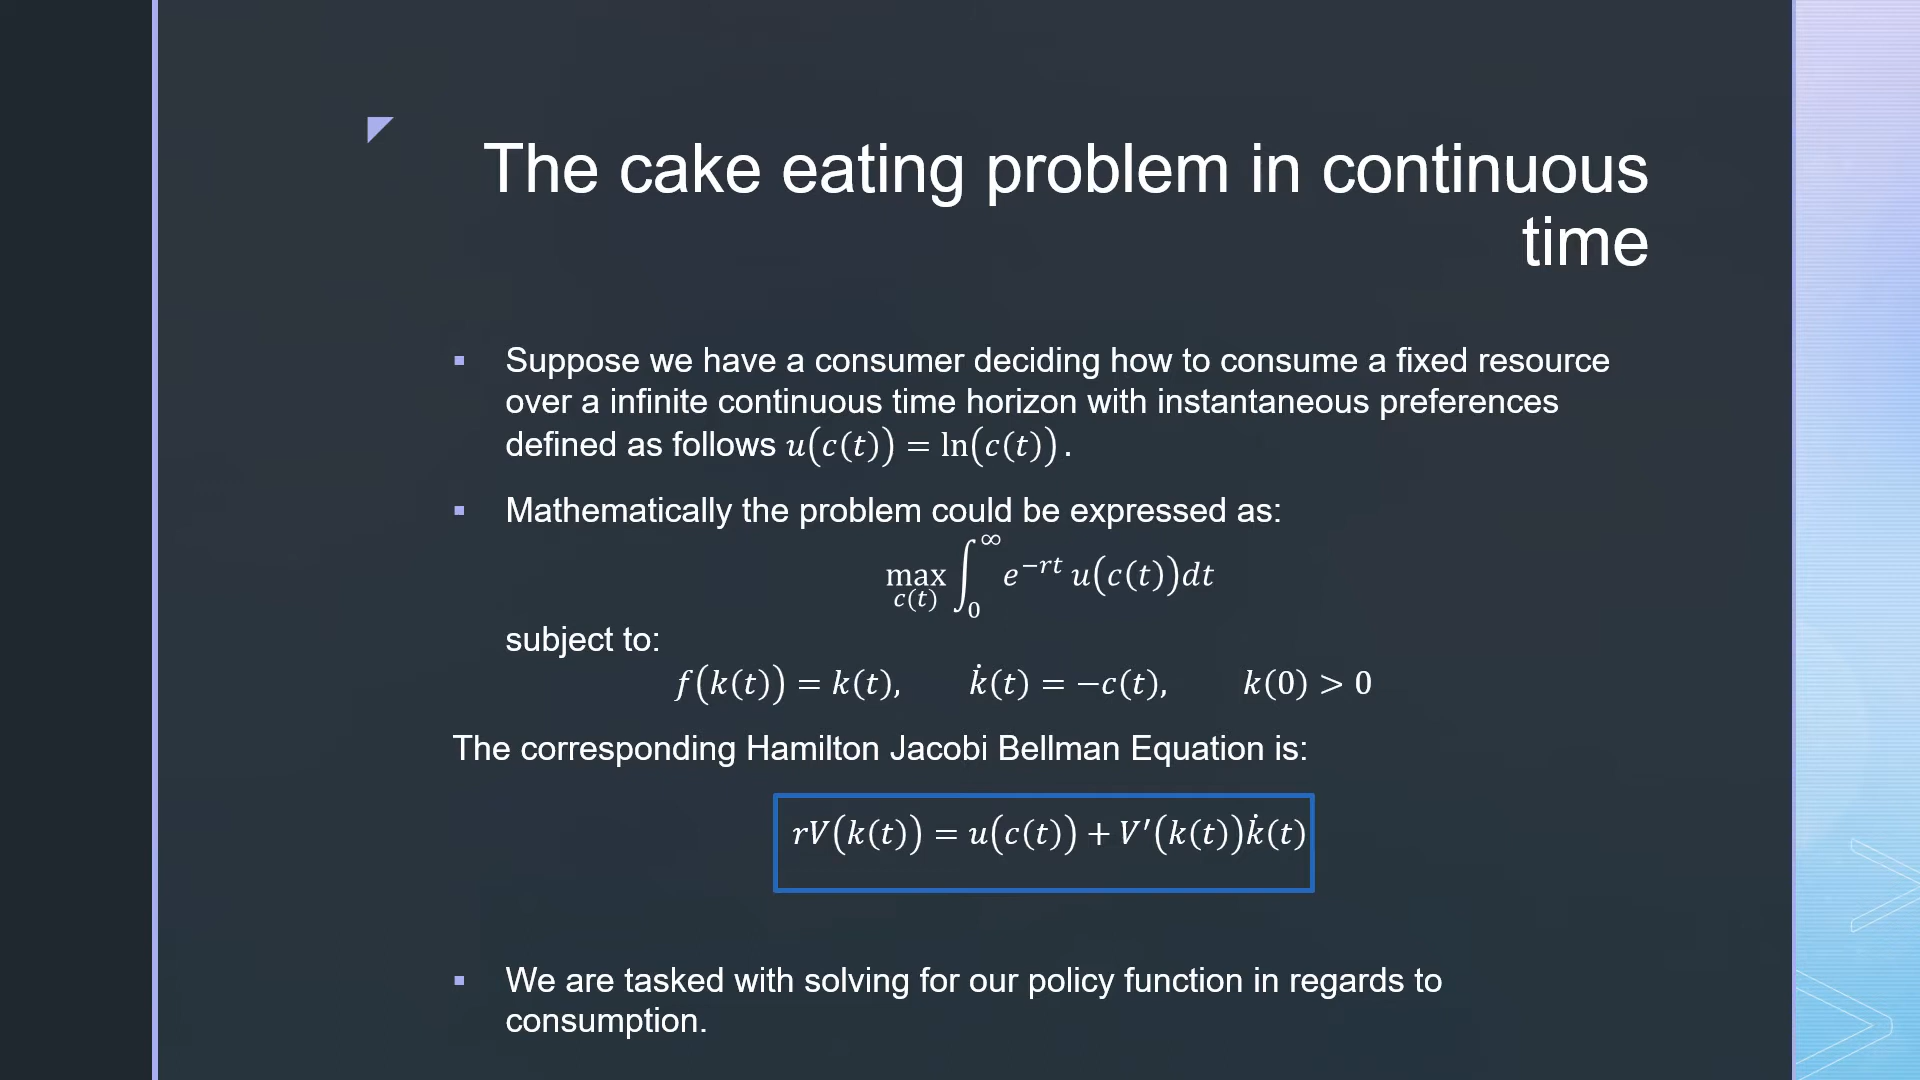 The cake eating problem in continuous
time
▪ Suppose we have a consumer deciding how to consume a fixed resource
over a infinite continuous time horizon with instantaneous preferences
defined as follows u(c(t)) = ln(c(t)).
▪ Mathematically the problem could be expressed as:
max_{c(t)} ∫_0^∞ e^{−rt} u(c(t))dt
subject to:
f(k(t)) = k(t), k̇(t) = −c(t), k(0) > 0
The corresponding Hamilton Jacobi Bellman Equation is:
rV(k(t)) = u(c(t)) + V′(k(t))k̇(t)
▪ We are tasked with solving for our policy function in regards to
consumption.